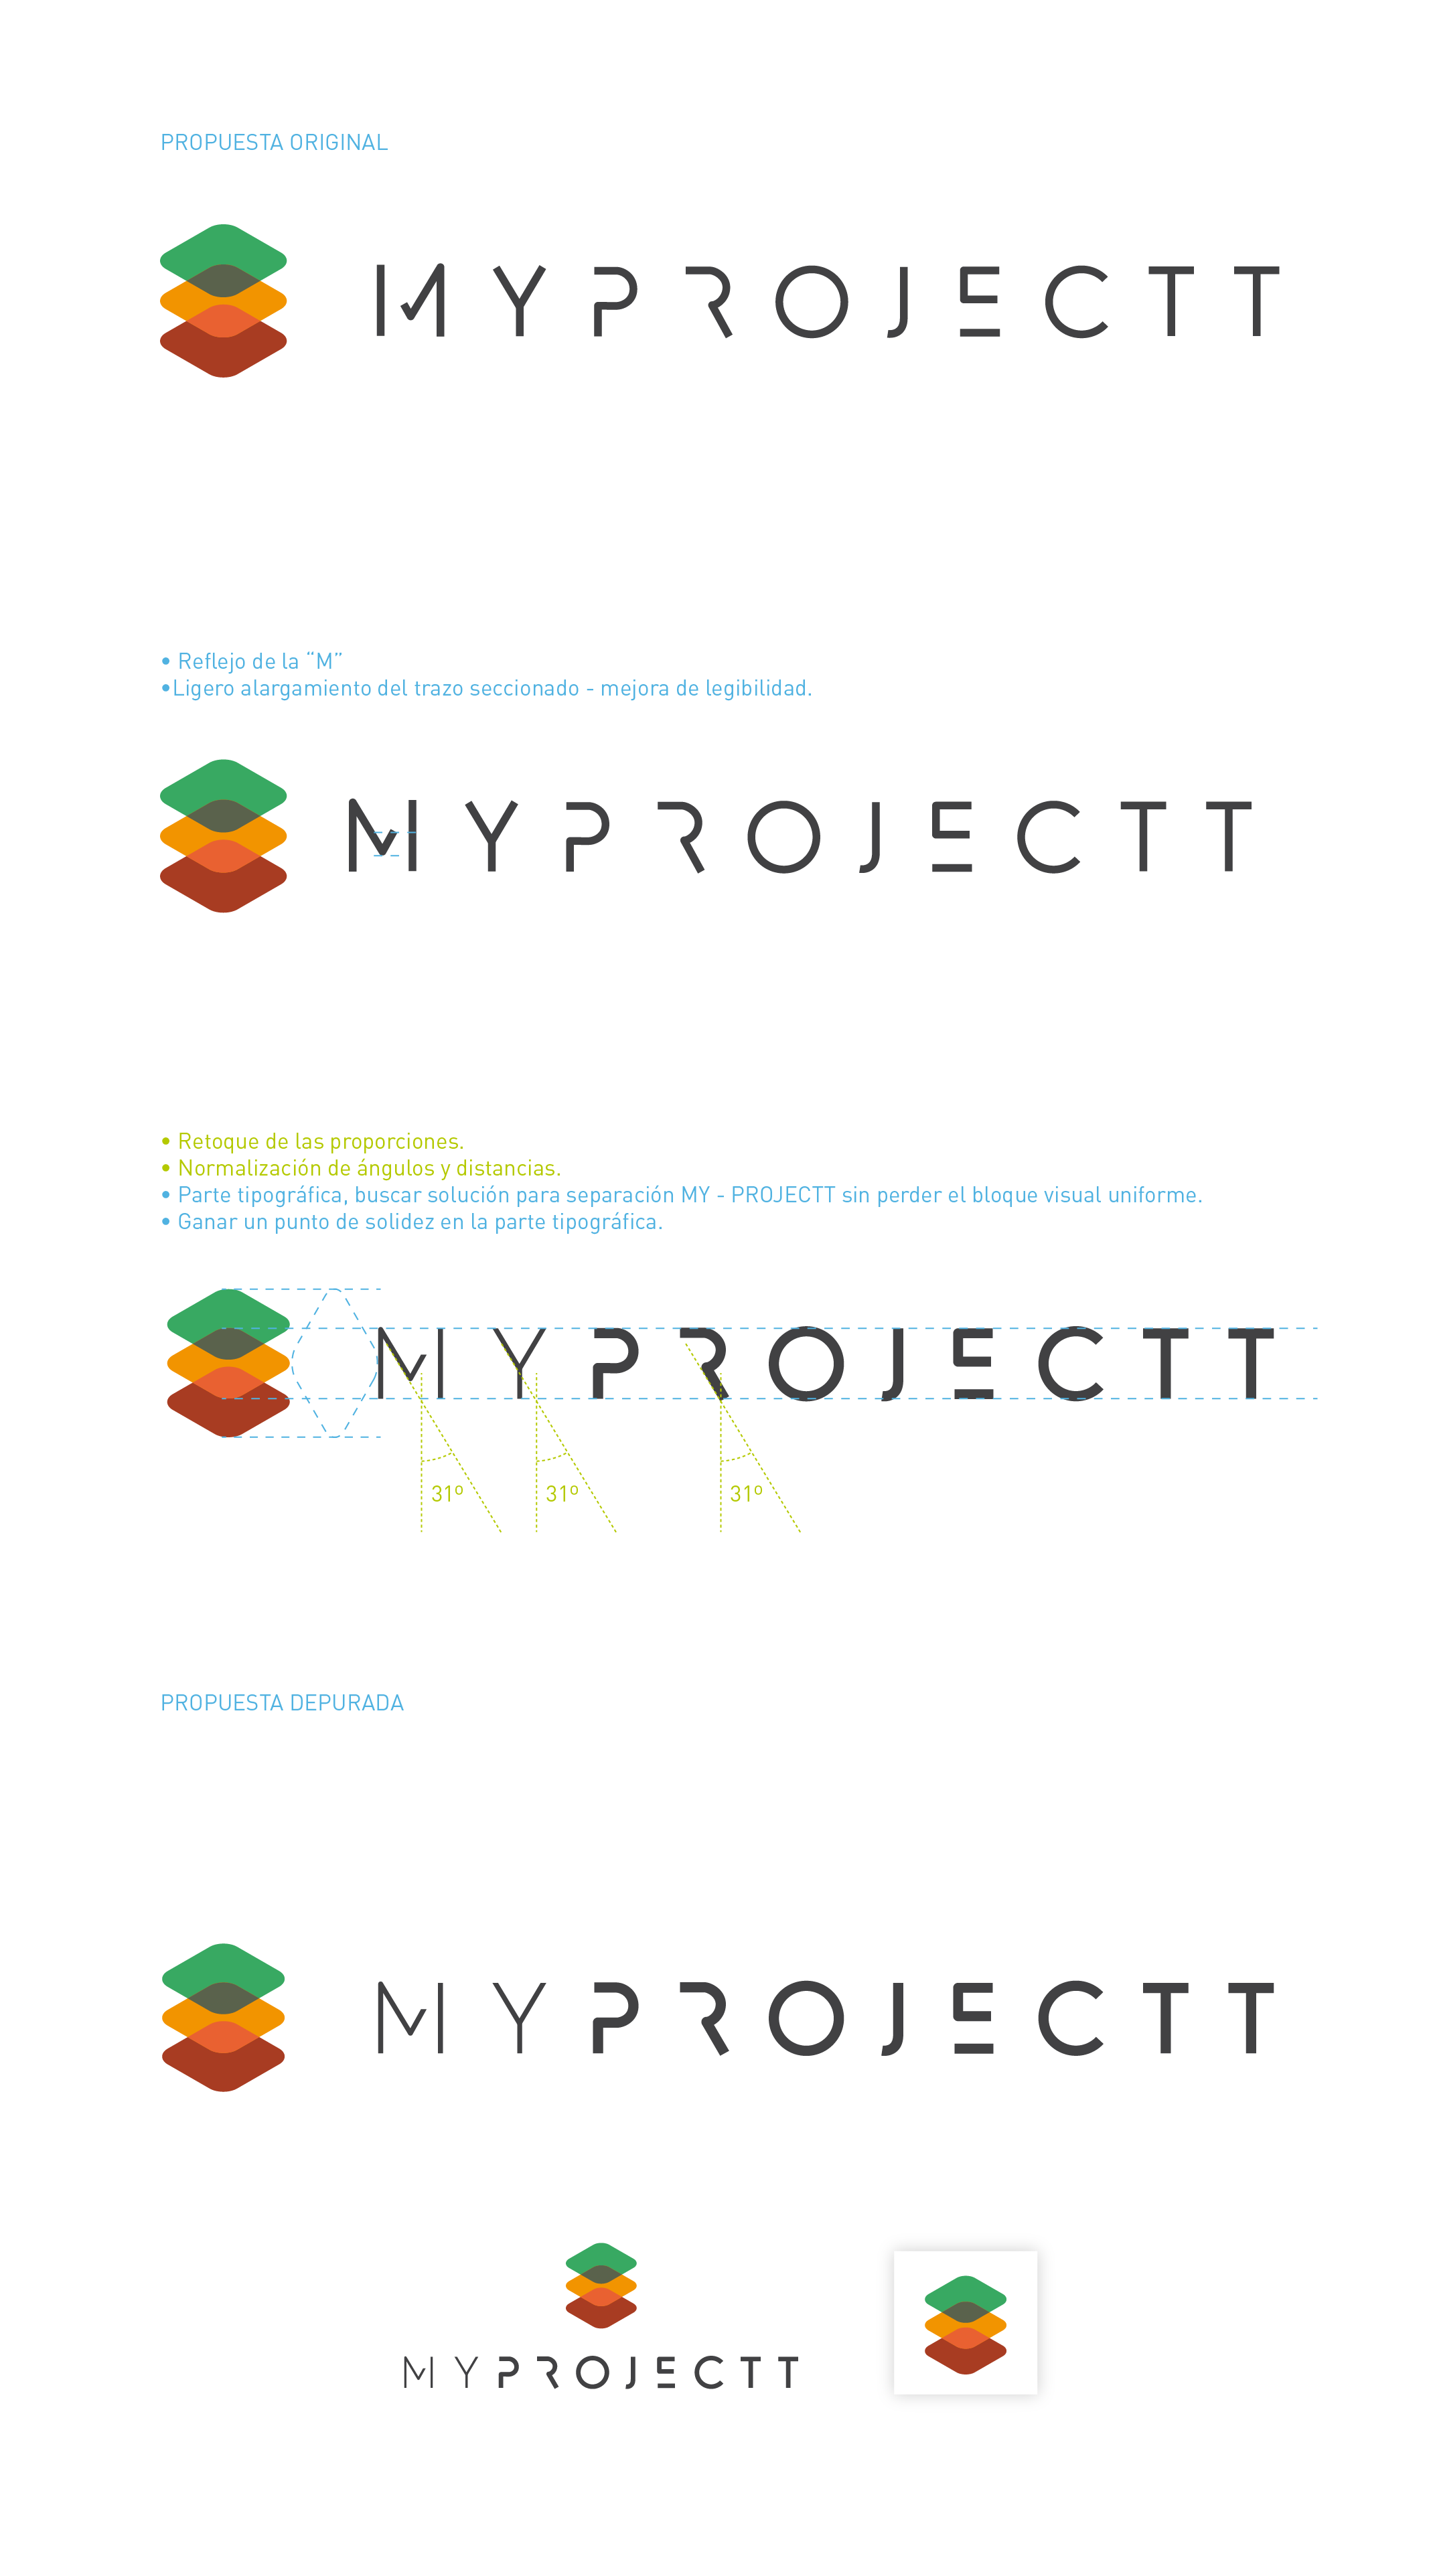 PROPUESTA ORIGINAL
MYPROJECTT
• Reflejo de la “M”
•Ligero alargamiento del trazo seccionado - mejora de legibilidad.
MYPROJECTT
• Retoque de las proporciones.
• Normalización de ángulos y distancias.
• Parte tipográfica, buscar solución para separación MY - PROJECTT sin perder el bloque visual uniforme.
• Ganar un punto de solidez en la parte tipográfica.
MYPROJECTT
31º 31º 31º
PROPUESTA DEPURADA
MYPROJECTT
MYPROJECTT